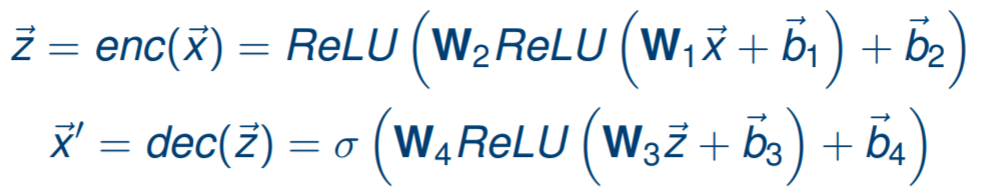 z⃗ = enc(x⃗) = ReLU (W₂ReLU (W₁x⃗ + b⃗₁) + b⃗₂)
x⃗′ = dec(z⃗) = σ (W₄ReLU (W₃z⃗ + b⃗₃) + b⃗₄)